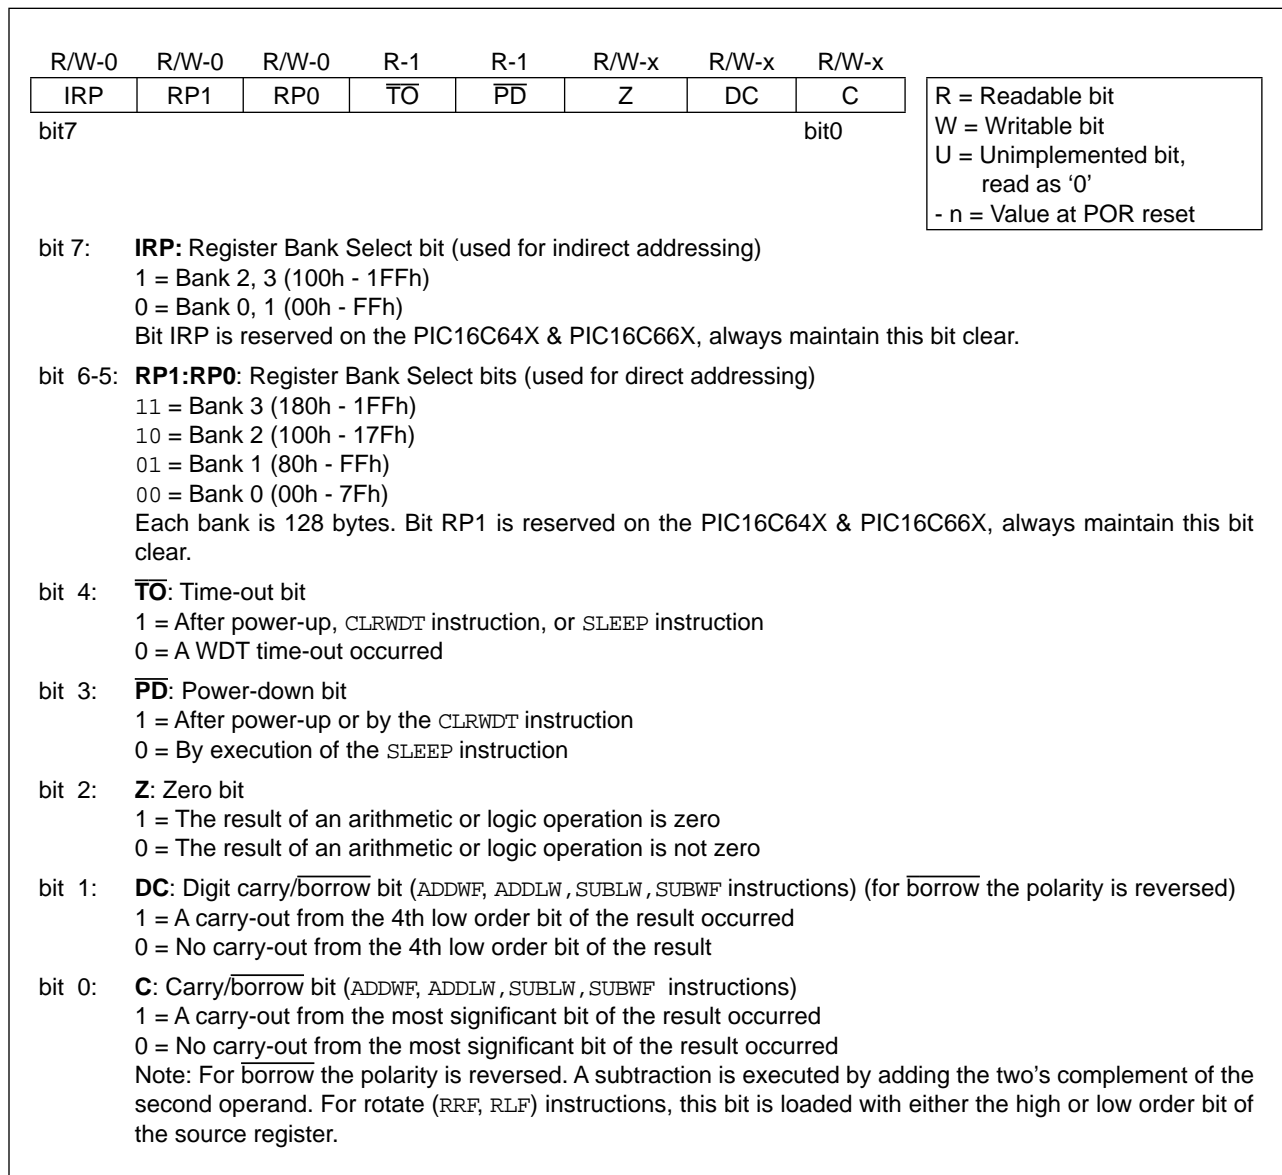 R/W-0 R/W-0 R/W-0 R-1 R-1 R/W-x R/W-x R/W-x
IRP RP1 RP0 T̅O̅ P̅D̅ Z DC C
bit7 bit0
R = Readable bit
W = Writable bit
U = Unimplemented bit,
read as ‘0’
- n = Value at POR reset
bit 7: IRP: Register Bank Select bit (used for indirect addressing)
1 = Bank 2, 3 (100h - 1FFh)
0 = Bank 0, 1 (00h - FFh)
Bit IRP is reserved on the PIC16C64X & PIC16C66X, always maintain this bit clear.
bit 6-5: RP1:RP0: Register Bank Select bits (used for direct addressing)
11 = Bank 3 (180h - 1FFh)
10 = Bank 2 (100h - 17Fh)
01 = Bank 1 (80h - FFh)
00 = Bank 0 (00h - 7Fh)
Each bank is 128 bytes. Bit RP1 is reserved on the PIC16C64X & PIC16C66X, always maintain this bit
clear.
bit 4: T̅O̅: Time-out bit
1 = After power-up, CLRWDT instruction, or SLEEP instruction
0 = A WDT time-out occurred
bit 3: P̅D̅: Power-down bit
1 = After power-up or by the CLRWDT instruction
0 = By execution of the SLEEP instruction
bit 2: Z: Zero bit
1 = The result of an arithmetic or logic operation is zero
0 = The result of an arithmetic or logic operation is not zero
bit 1: DC: Digit carry/b̅o̅r̅r̅o̅w̅ bit (ADDWF, ADDLW,SUBLW,SUBWF instructions) (for b̅o̅r̅r̅o̅w̅ the polarity is reversed)
1 = A carry-out from the 4th low order bit of the result occurred
0 = No carry-out from the 4th low order bit of the result
bit 0: C: Carry/b̅o̅r̅r̅o̅w̅ bit (ADDWF, ADDLW,SUBLW,SUBWF instructions)
1 = A carry-out from the most significant bit of the result occurred
0 = No carry-out from the most significant bit of the result occurred
Note: For b̅o̅r̅r̅o̅w̅ the polarity is reversed. A subtraction is executed by adding the two’s complement of the
second operand. For rotate (RRF, RLF) instructions, this bit is loaded with either the high or low order bit of
the source register.